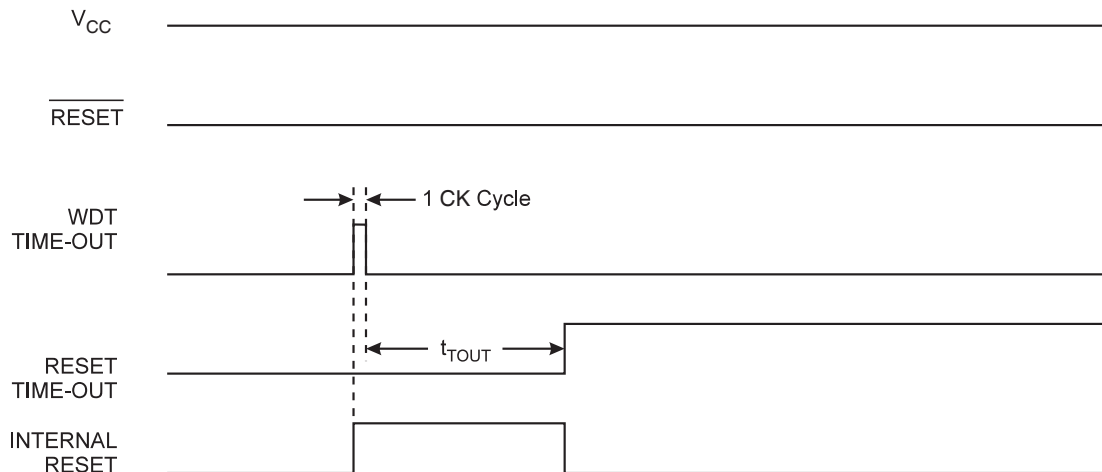 VCC
RESET
1 CK Cycle
WDT
TIME-OUT
tTOUT
RESET
TIME-OUT
INTERNAL
RESET